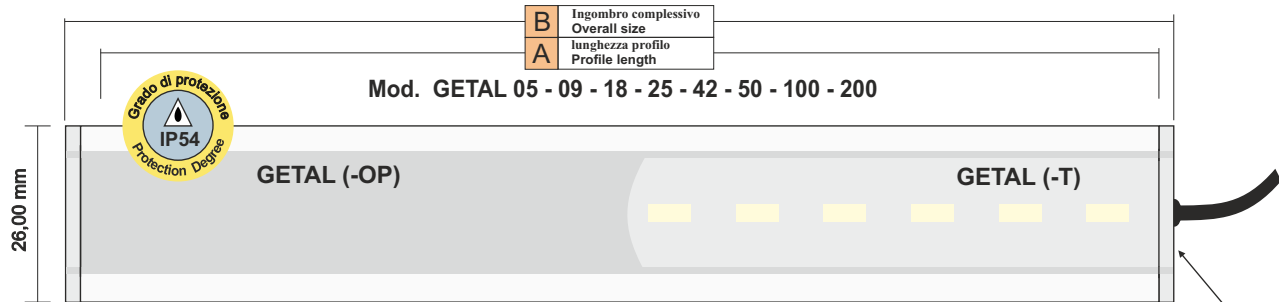 B Ingombro complessivo
Overall size
A lunghezza profilo
Profile length
Mod. GETAL 05 - 09 - 18 - 25 - 42 - 50 - 100 - 200
Grado di protezione
IP54
Protection Degree
GETAL (-OP)
GETAL (-T)
26,00 mm